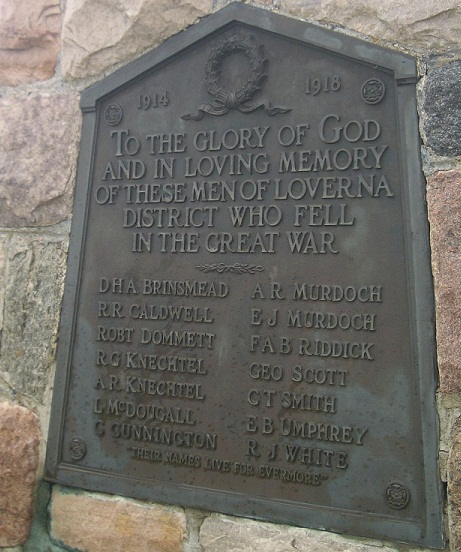 1914 1918
TO THE GLORY OF GOD
AND IN LOVING MEMORY
OF THESE MEN OF LOVERNA
DISTRICT WHO FELL
IN THE GREAT WAR
D H A BRINSMEAD
R.R. CALDWELL
ROBT DOMMETT
R G KNECHTEL
A R KNECHTEL
L MCDOUGALL
C GUNNINGTON
A R MURDOCH
E J MURDOCH
F A B RIDDICK
GEO SCOTT
G T SMITH
E B UMPHREY
R J WHITE
"THEIR NAMES LIVE FOR EVERMORE"